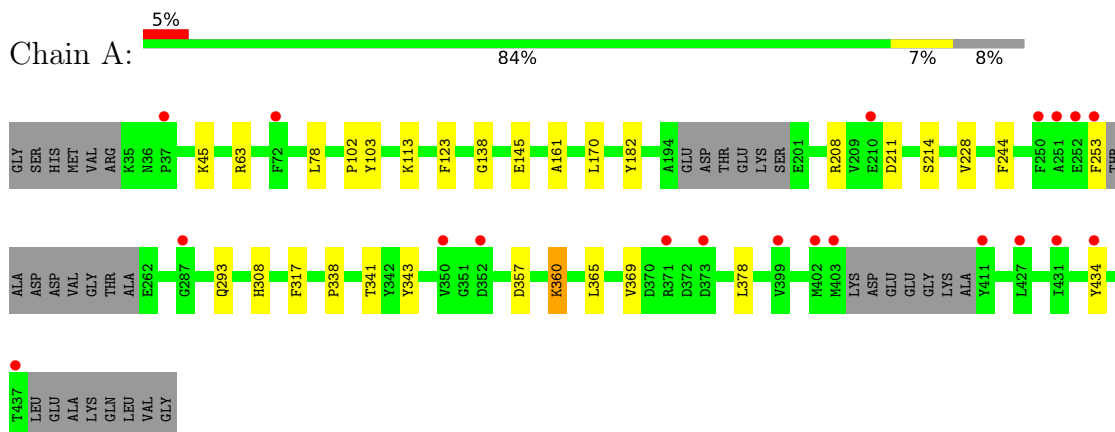 5%
Chain A:
84% 7% 8%
GLY SER HIS MET VAL ARG K35 N36 P37 K45 R63 F72 L78 P102 Y103 K113 F123 G138 E145 A161 L170 Y182 A194 GLU ASP THR GLU LYS SER E201 R208 V209 E210 D211 S214 V228 F244 F250 A251 E252 F253 THR
ALA ASP ASP VAL GLY THR ALA E262 G287 Q293 H308 F317 P338 T341 Y342 Y343 V350 G351 D352 D357 K360 L365 V369 D370 R371 D372 D373 L378 V399 M402 M403 LYS ASP GLU GLU GLY LYS ALA Y411 L427 I431 Y434
T437 LEU GLU ALA LYS GLN LEU VAL GLY